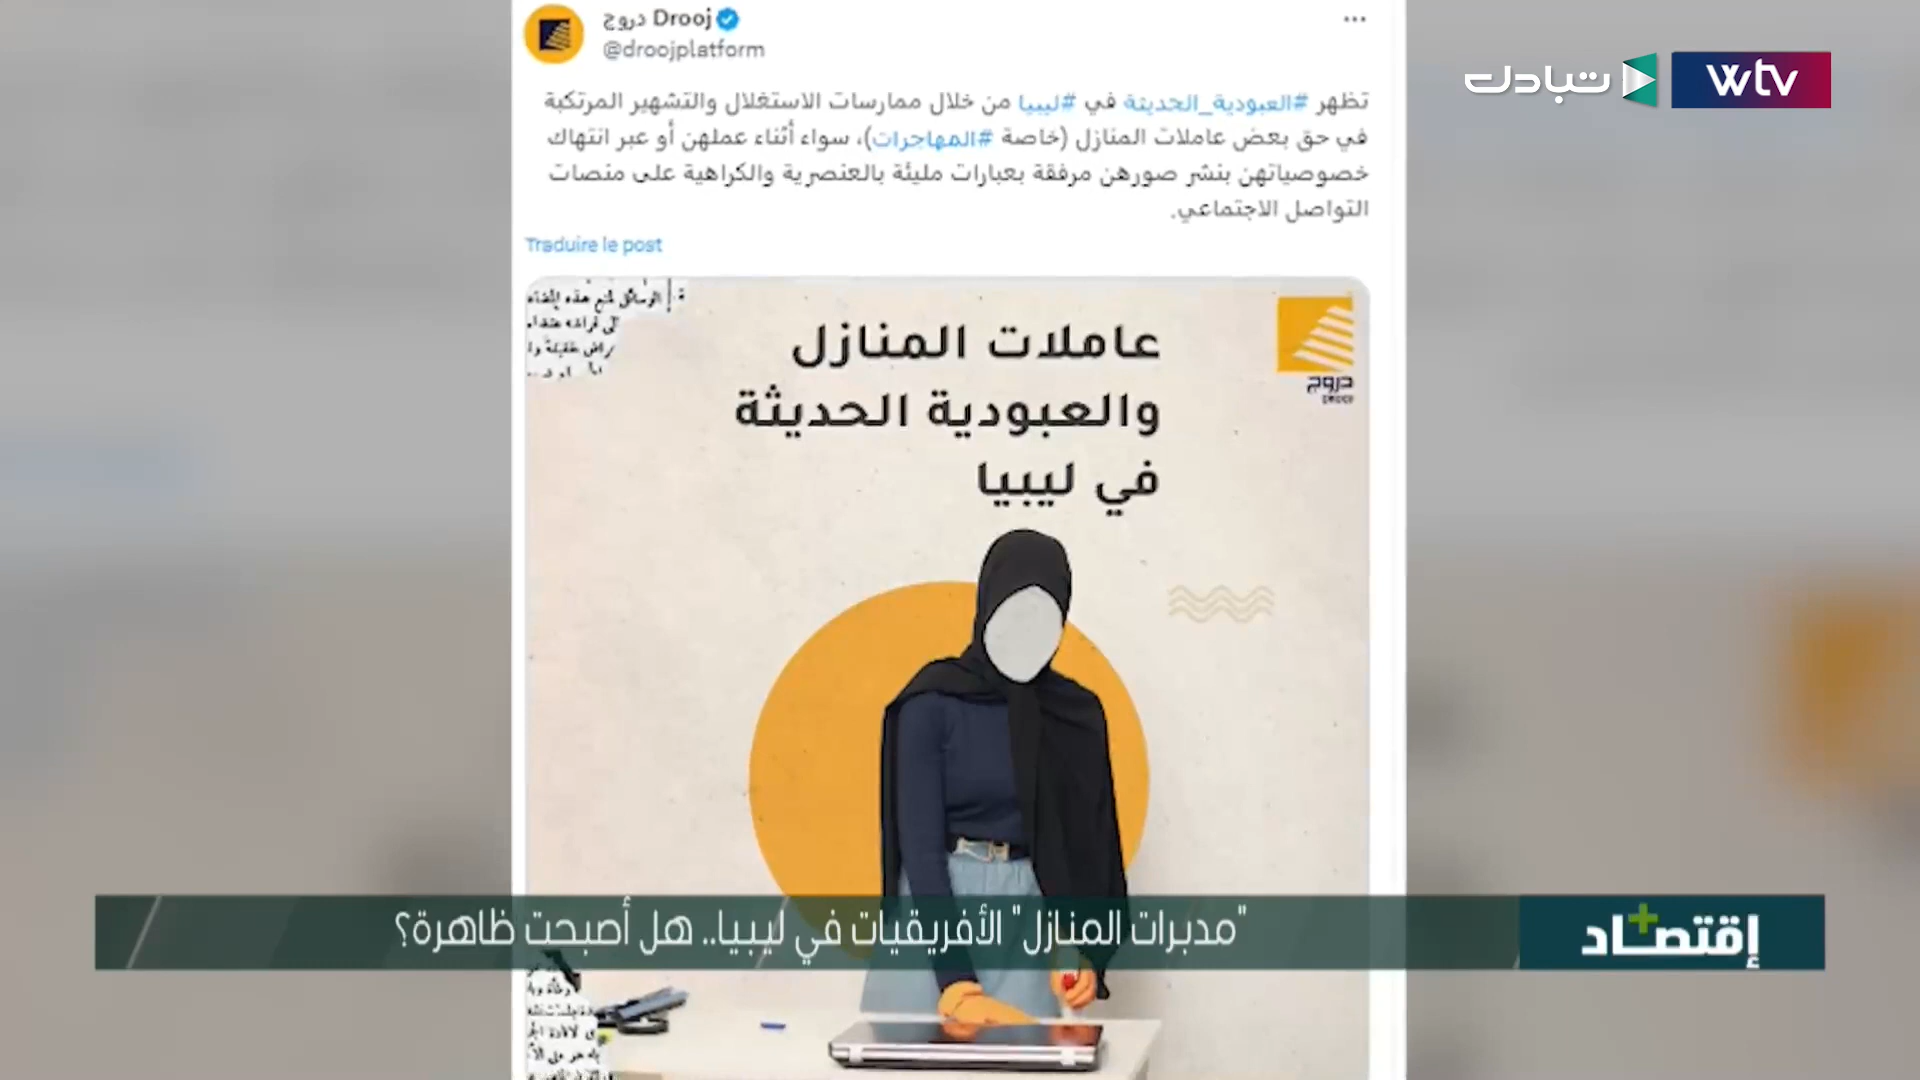 دروج Drooj
@droojplatform
تبادل
wtv
تظهر #العبودية_الحديثة في #ليبيا من خلال ممارسات الاستغلال والتشهير المرتكبة
في حق بعض عاملات المنازل (خاصة #المهاجرات)، سواء أثناء عملهن أو عبر انتهاك
خصوصياتهن بنشر صورهن مرفقة بعبارات مليئة بالعنصرية والكراهية على منصات
التواصل الاجتماعي.
Traduire le post
عاملات المنازل
والعبودية الحديثة
في ليبيا
دروج
DROOJ
إقتصاد+
"مدبرات المنازل" الأفريقيات في ليبيا.. هل أصبحت ظاهرة؟